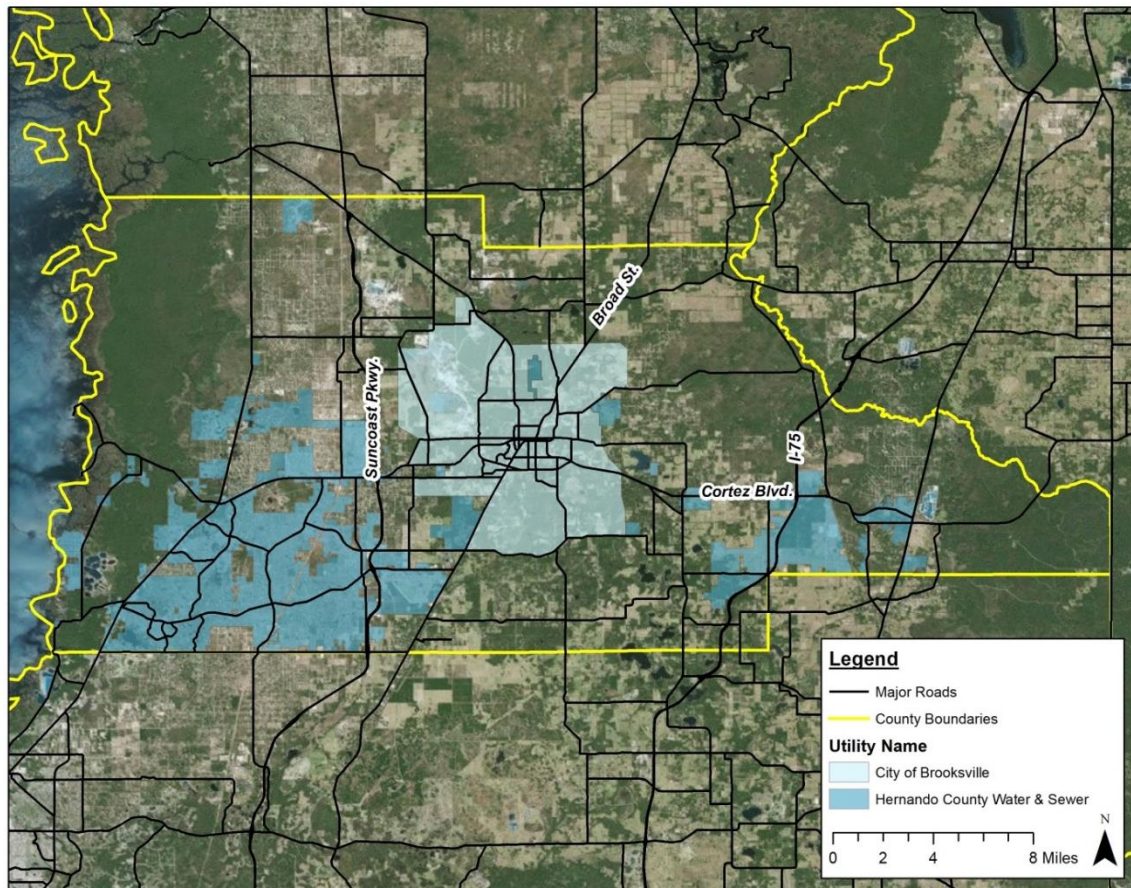 Broad St.
Suncoast Pkwy.
I-75
Cortez Blvd.
Legend
Major Roads
County Boundaries
Utility Name
City of Brooksville
Hernando County Water & Sewer
N
0 2 4 8 Miles